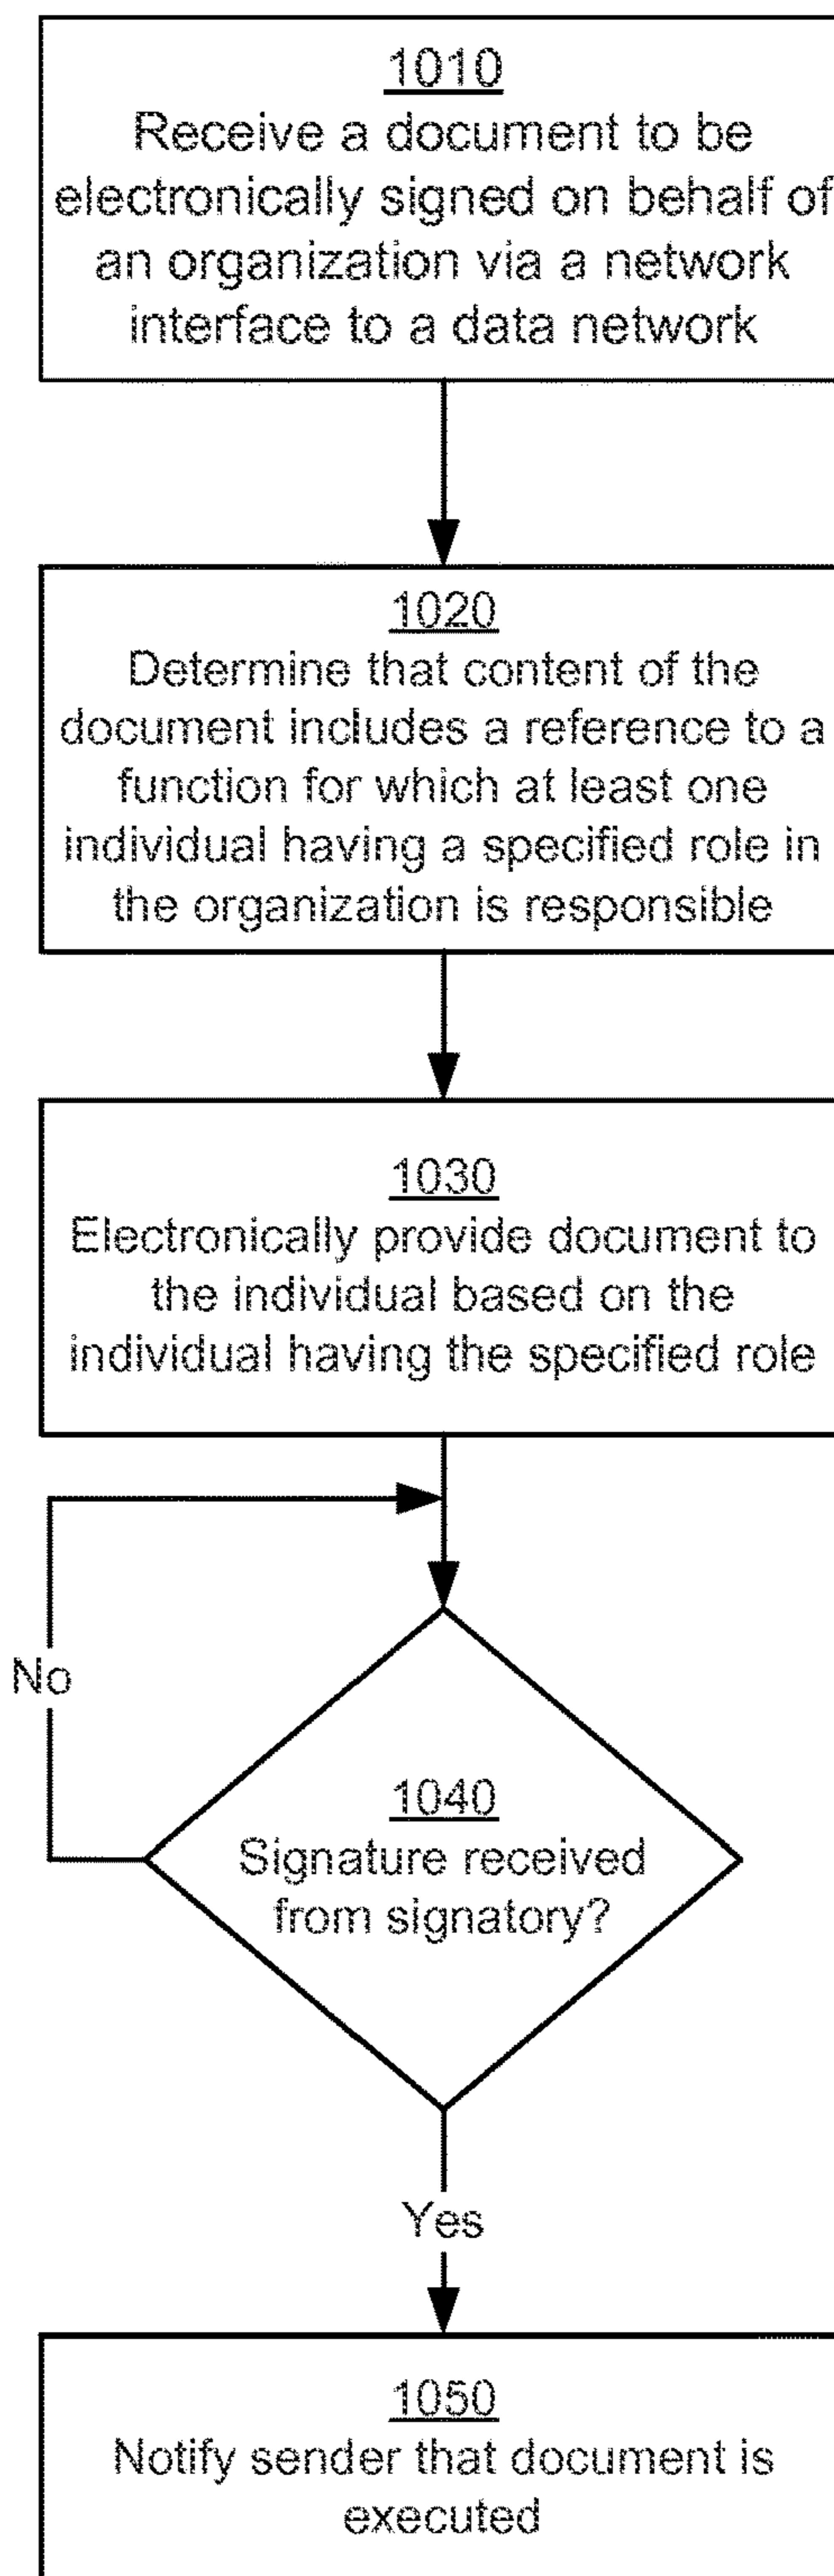 1010
Receive a document to be
electronically signed on behalf of
an organization via a network
interface to a data network
1020
Determine that content of the
document includes a reference to a
function for which at least one
individual having a specified role in
the organization is responsible
1030
Electronically provide document to
the individual based on the
individual having the specified role
No
1040
Signature received
from signatory?
Yes
1050
Notify sender that document is
executed